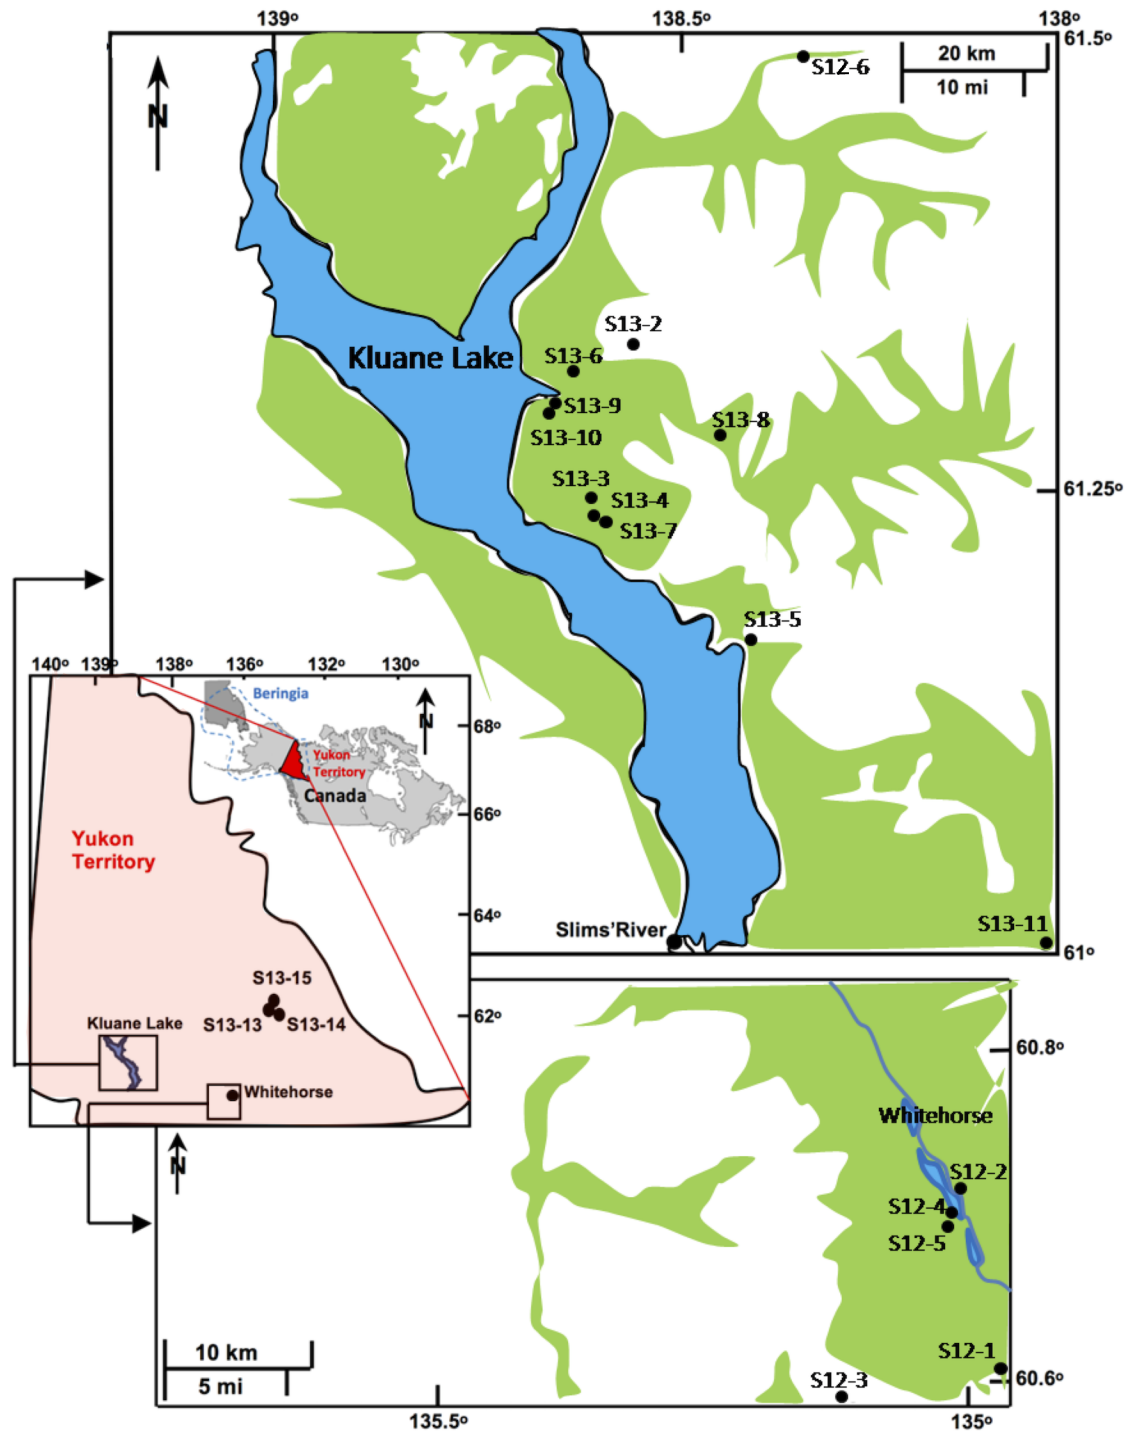 139°
138.5°
138°
61.5°
20 km
10 mi
N
S12-6
S13-2
Kluane Lake
S13-6
S13-9
S13-10
S13-8
S13-3
S13-4
S13-7
61.25°
S13-5
140°
139°
138°
136°
132°
130°
Beringia
N
68°
Yukon
Territory
Canada
66°
Yukon
Territory
64°
Slims'River
S13-11
61°
S13-15
S13-13
S13-14
62°
Kluane Lake
Whitehorse
N
60.8°
Whitehorse
S12-2
S12-4
S12-5
10 km
5 mi
S12-1
S12-3
60.6°
135.5°
135°